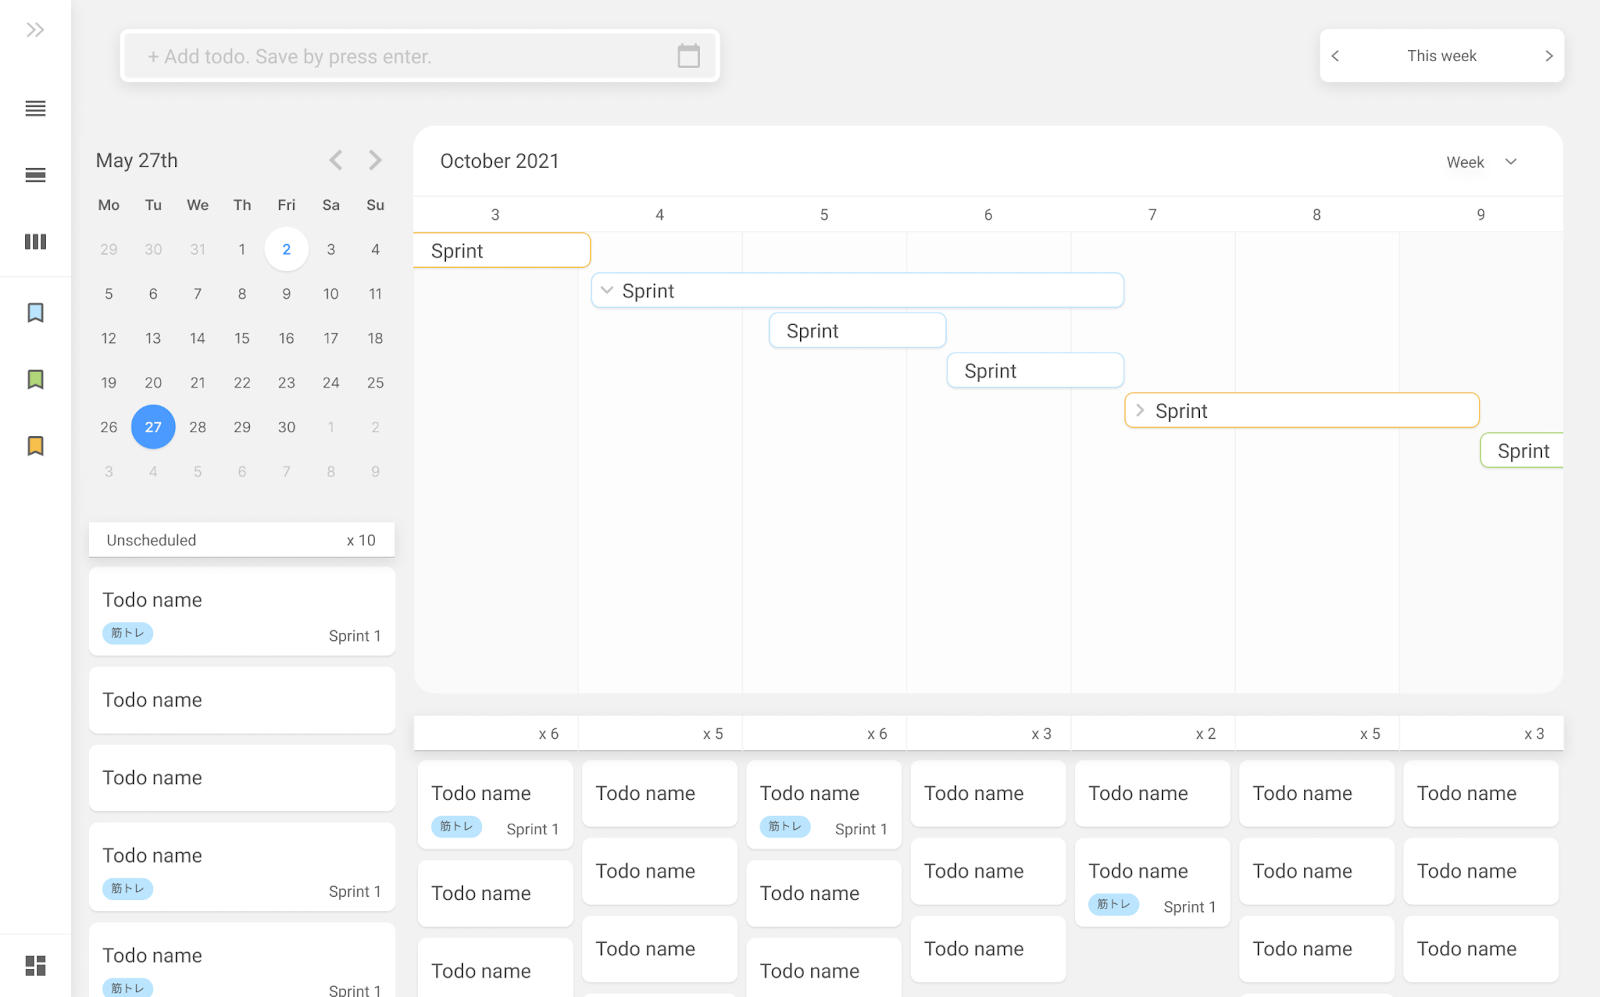 + Add todo. Save by press enter.
This week
May 27th
Mo Tu We Th Fri Sa Su
29 30 31 1 2 3 4
5 6 7 8 9 10 11
12 13 14 15 16 17 18
19 20 21 22 23 24 25
26 27 28 29 30 1 2
3 4 5 6 7 8 9
October 2021
Week
3 4 5 6 7 8 9
Sprint
Sprint
Sprint
Sprint
Sprint
Sprint
Unscheduled x 10
Todo name
筋トレ Sprint 1
Todo name
Todo name
Todo name
筋トレ Sprint 1
Todo name
筋トレ Sprint 1
x 6
Todo name
筋トレ Sprint 1
Todo name
Todo name
x 5
Todo name
Todo name
Todo name
x 6
Todo name
筋トレ Sprint 1
Todo name
Todo name
x 3
Todo name
Todo name
Todo name
x 2
Todo name
Todo name
筋トレ Sprint 1
x 5
Todo name
Todo name
Todo name
x 3
Todo name
Todo name
Todo name